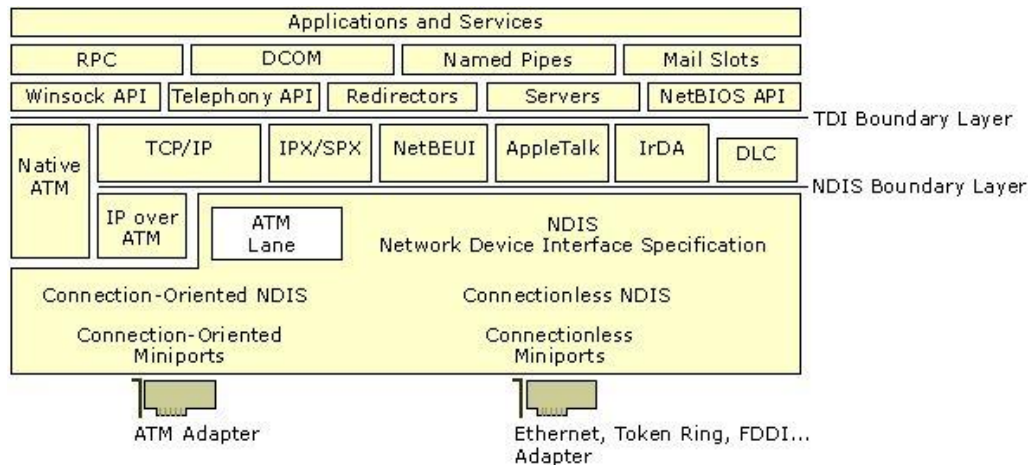 Applications and Services
RPC
DCOM
Named Pipes
Mail Slots
Winsock API
Telephony API
Redirectors
Servers
NetBIOS API
TDI Boundary Layer
Native
ATM
TCP/IP
IPX/SPX
NetBEUI
AppleTalk
IrDA
DLC
NDIS Boundary Layer
IP over
ATM
ATM
Lane
NDIS
Network Device Interface Specification
Connection-Oriented NDIS
Connectionless NDIS
Connection-Oriented
Miniports
Connectionless
Miniports
ATM Adapter
Ethernet, Token Ring, FDDI...
Adapter